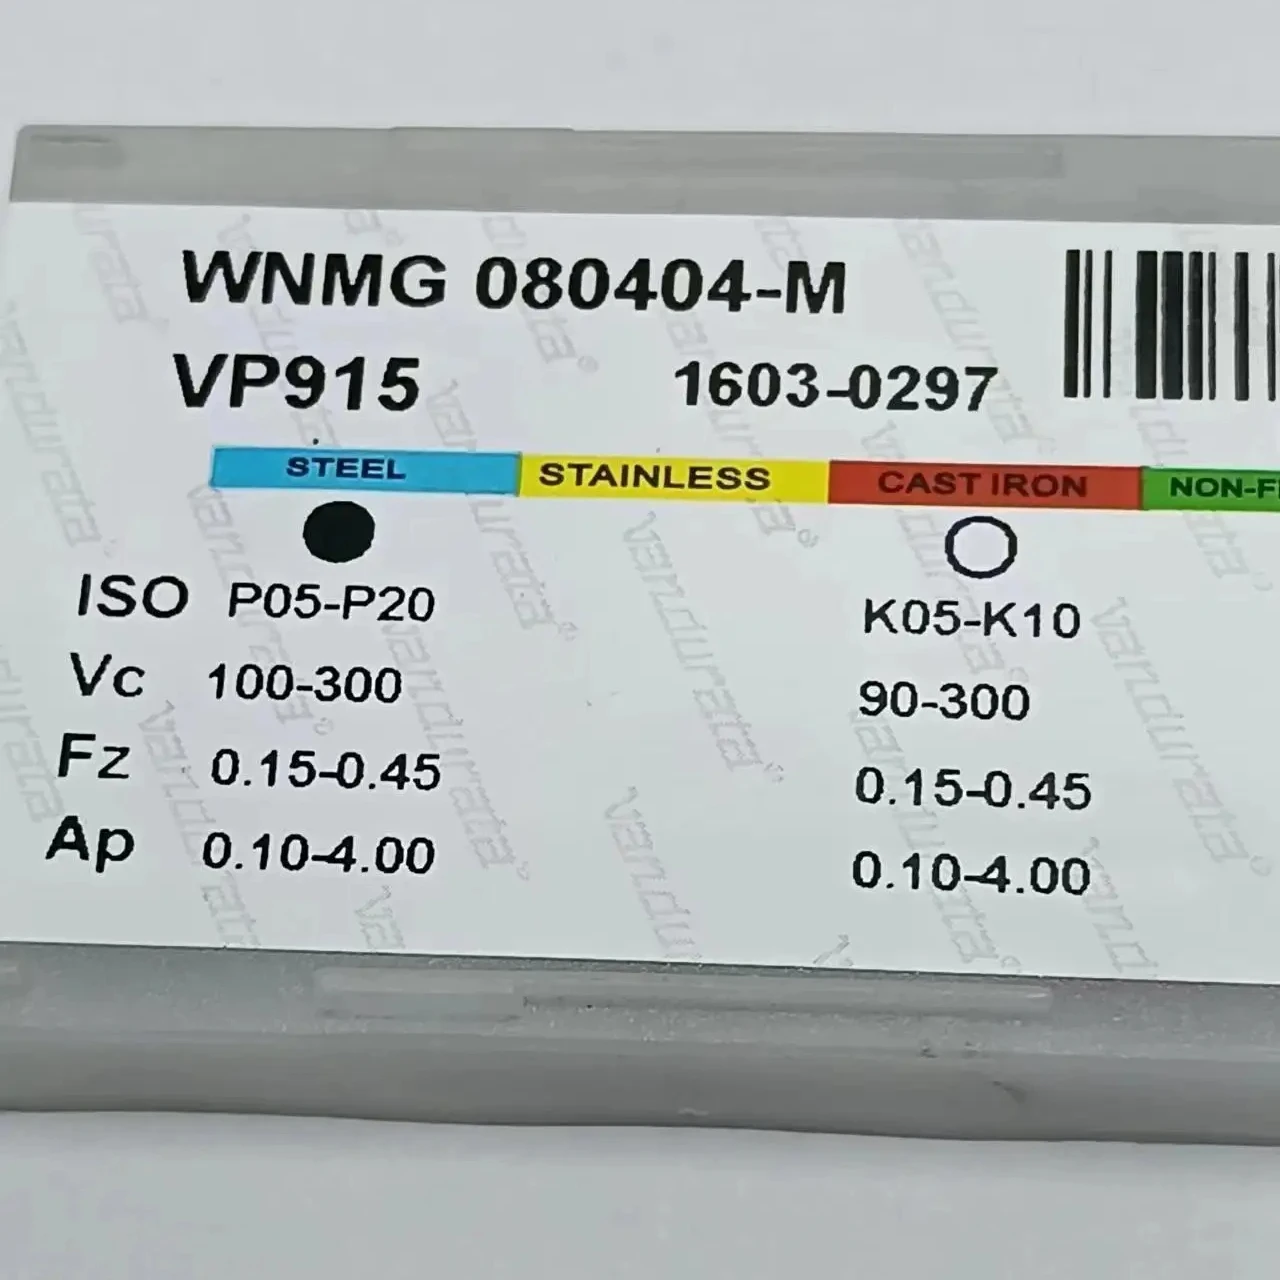 WNMG 080404-M
VP915 1603-0297
STEEL STAINLESS CAST IRON
ISO P05-P20 K05-K10
Vc 100-300 90-300
Fz 0.15-0.45 0.15-0.45
Ap 0.10-4.00 0.10-4.00
Vandurata